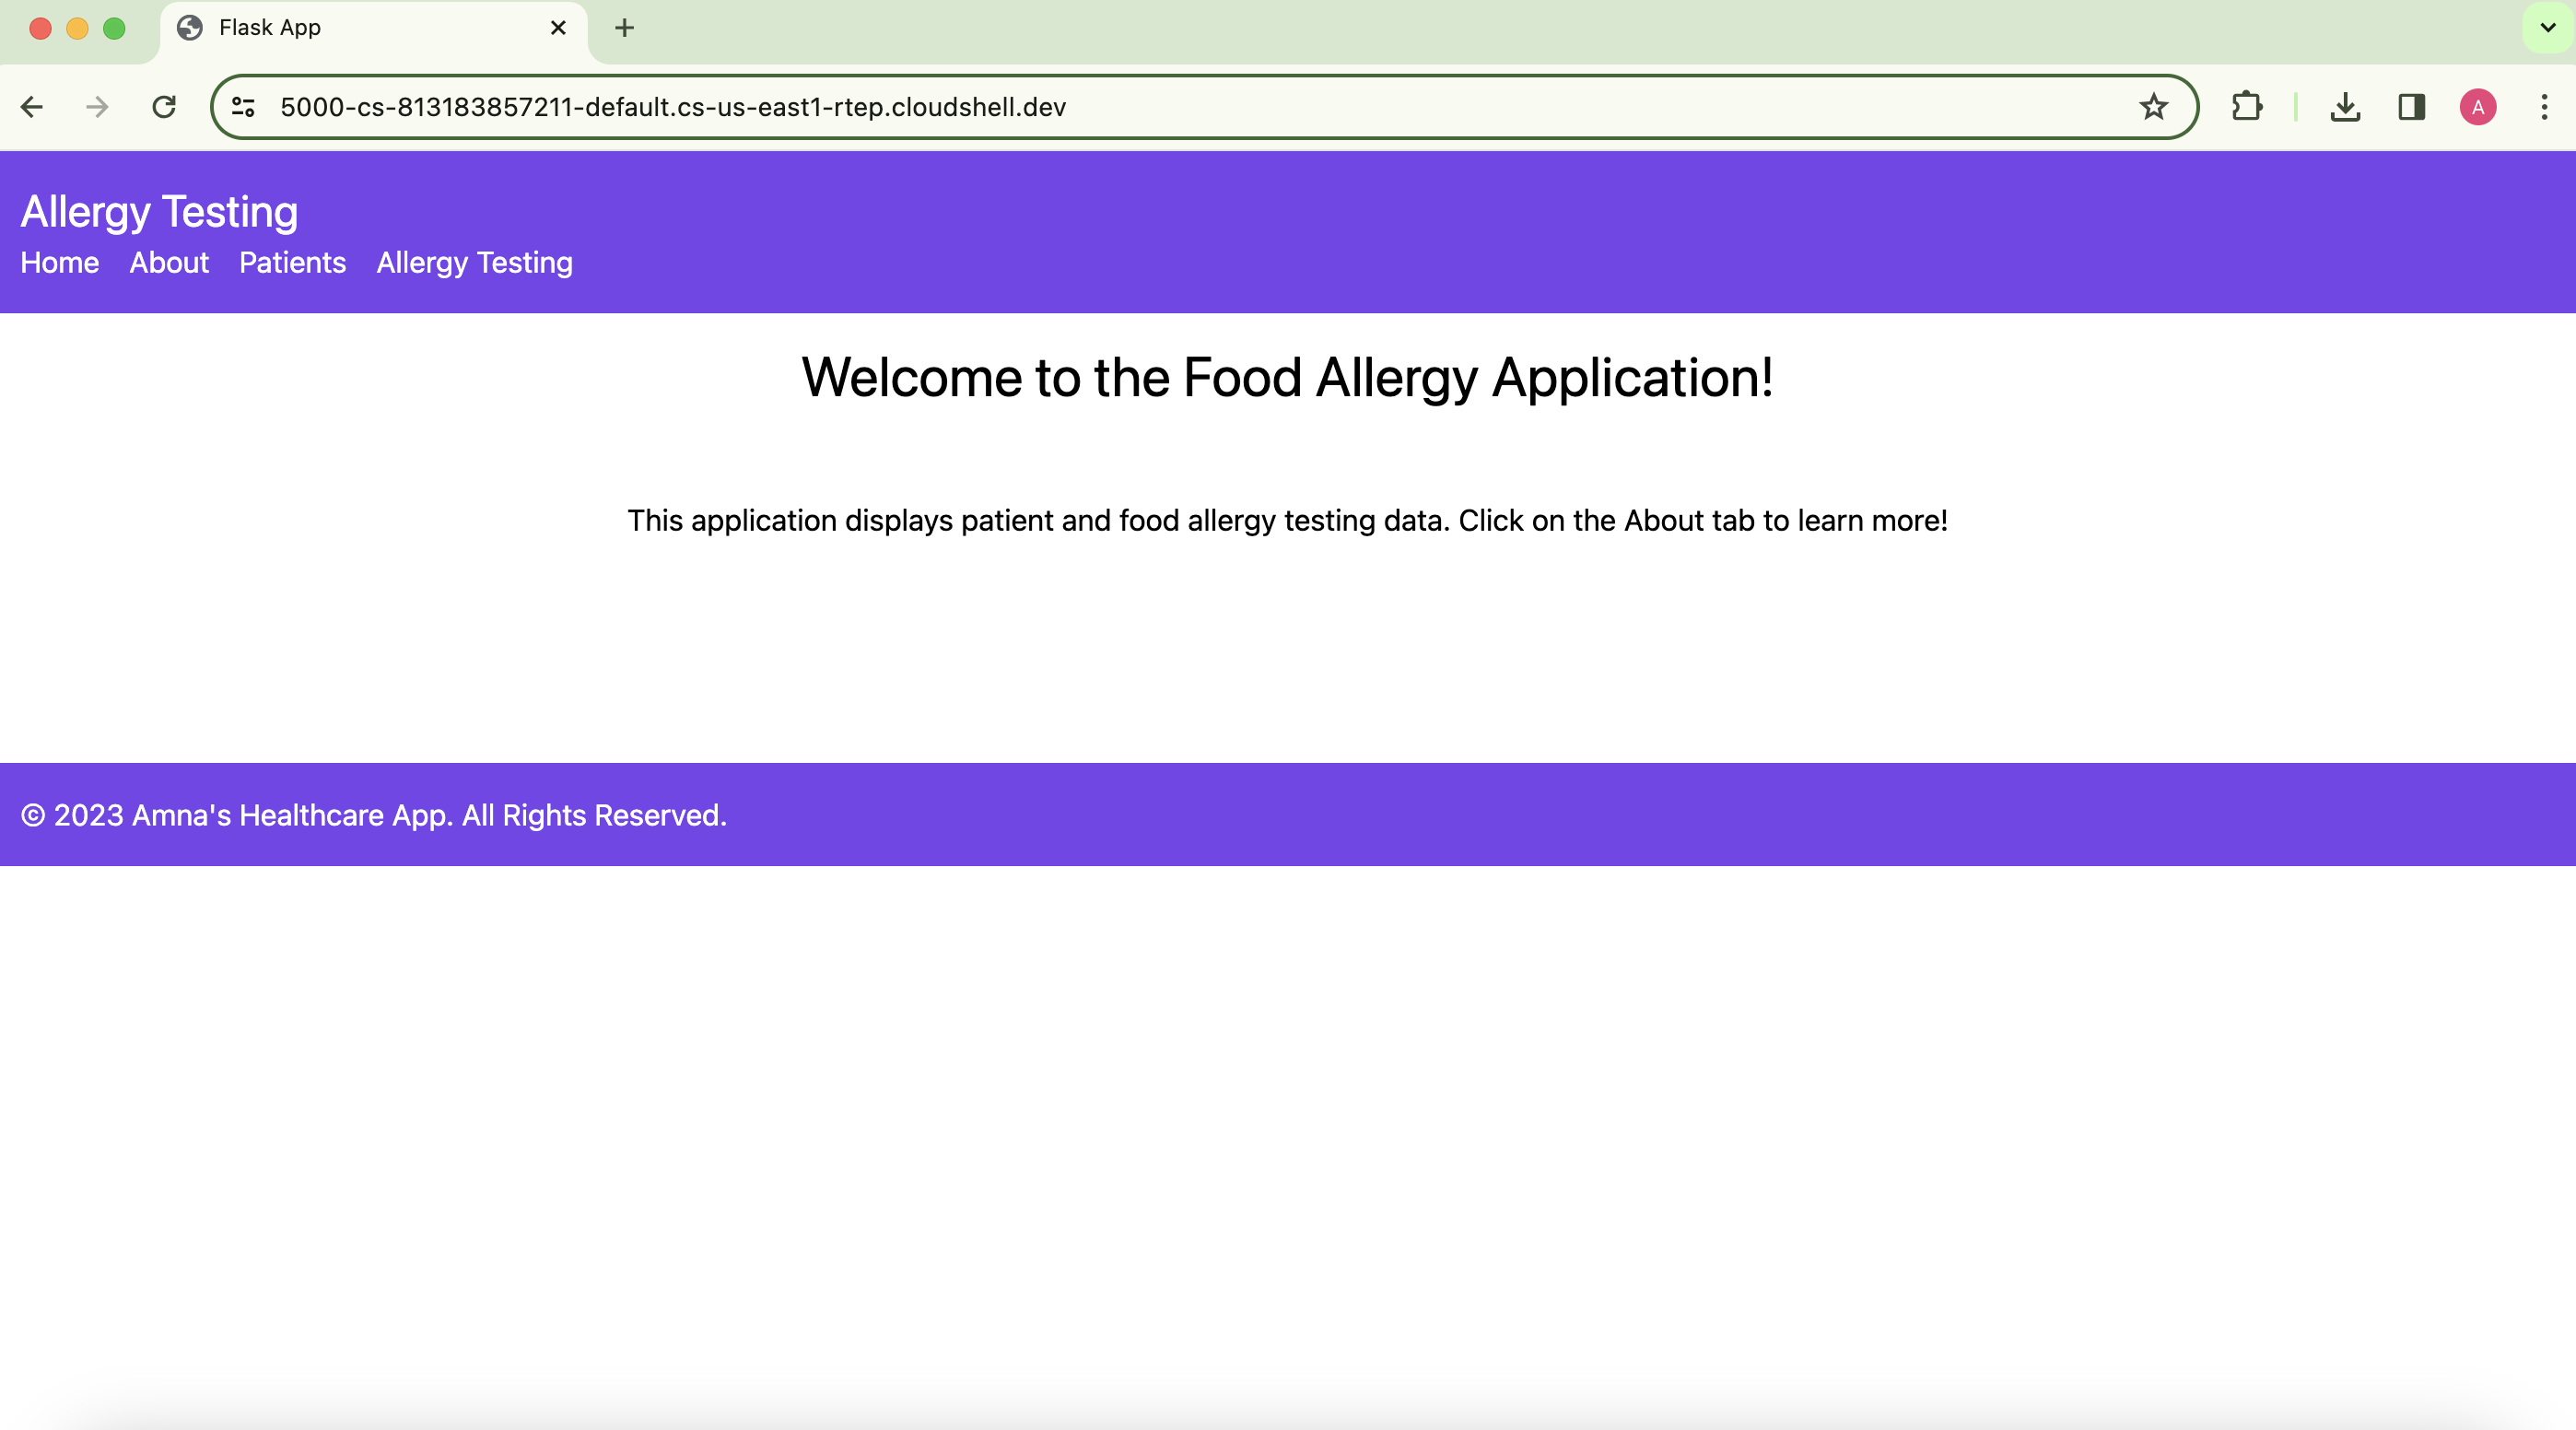 Flask App
5000-cs-813183857211-default.cs-us-east1-rtep.cloudshell.dev
A
Allergy Testing
Home About Patients Allergy Testing
Welcome to the Food Allergy Application!
This application displays patient and food allergy testing data. Click on the About tab to learn more!
© 2023 Amna's Healthcare App. All Rights Reserved.